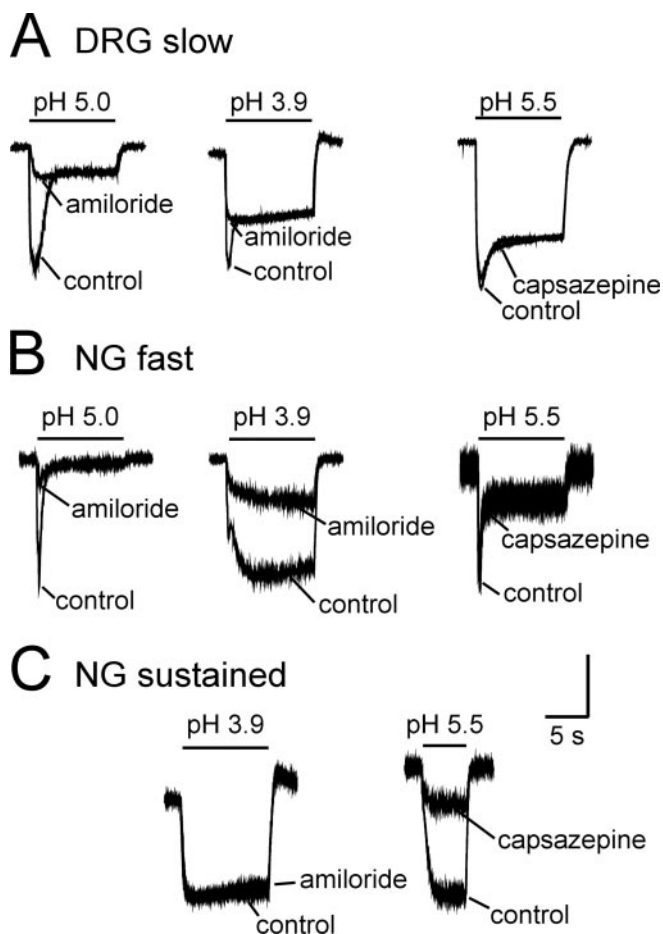 A DRG slow
pH 5.0 pH 3.9 pH 5.5
amiloride amiloride
control control capsazepine
control
B NG fast
pH 5.0 pH 3.9 pH 5.5
amiloride amiloride capsazepine
control control control
C NG sustained
5 s
pH 3.9 pH 5.5
capsazepine
amiloride
control control